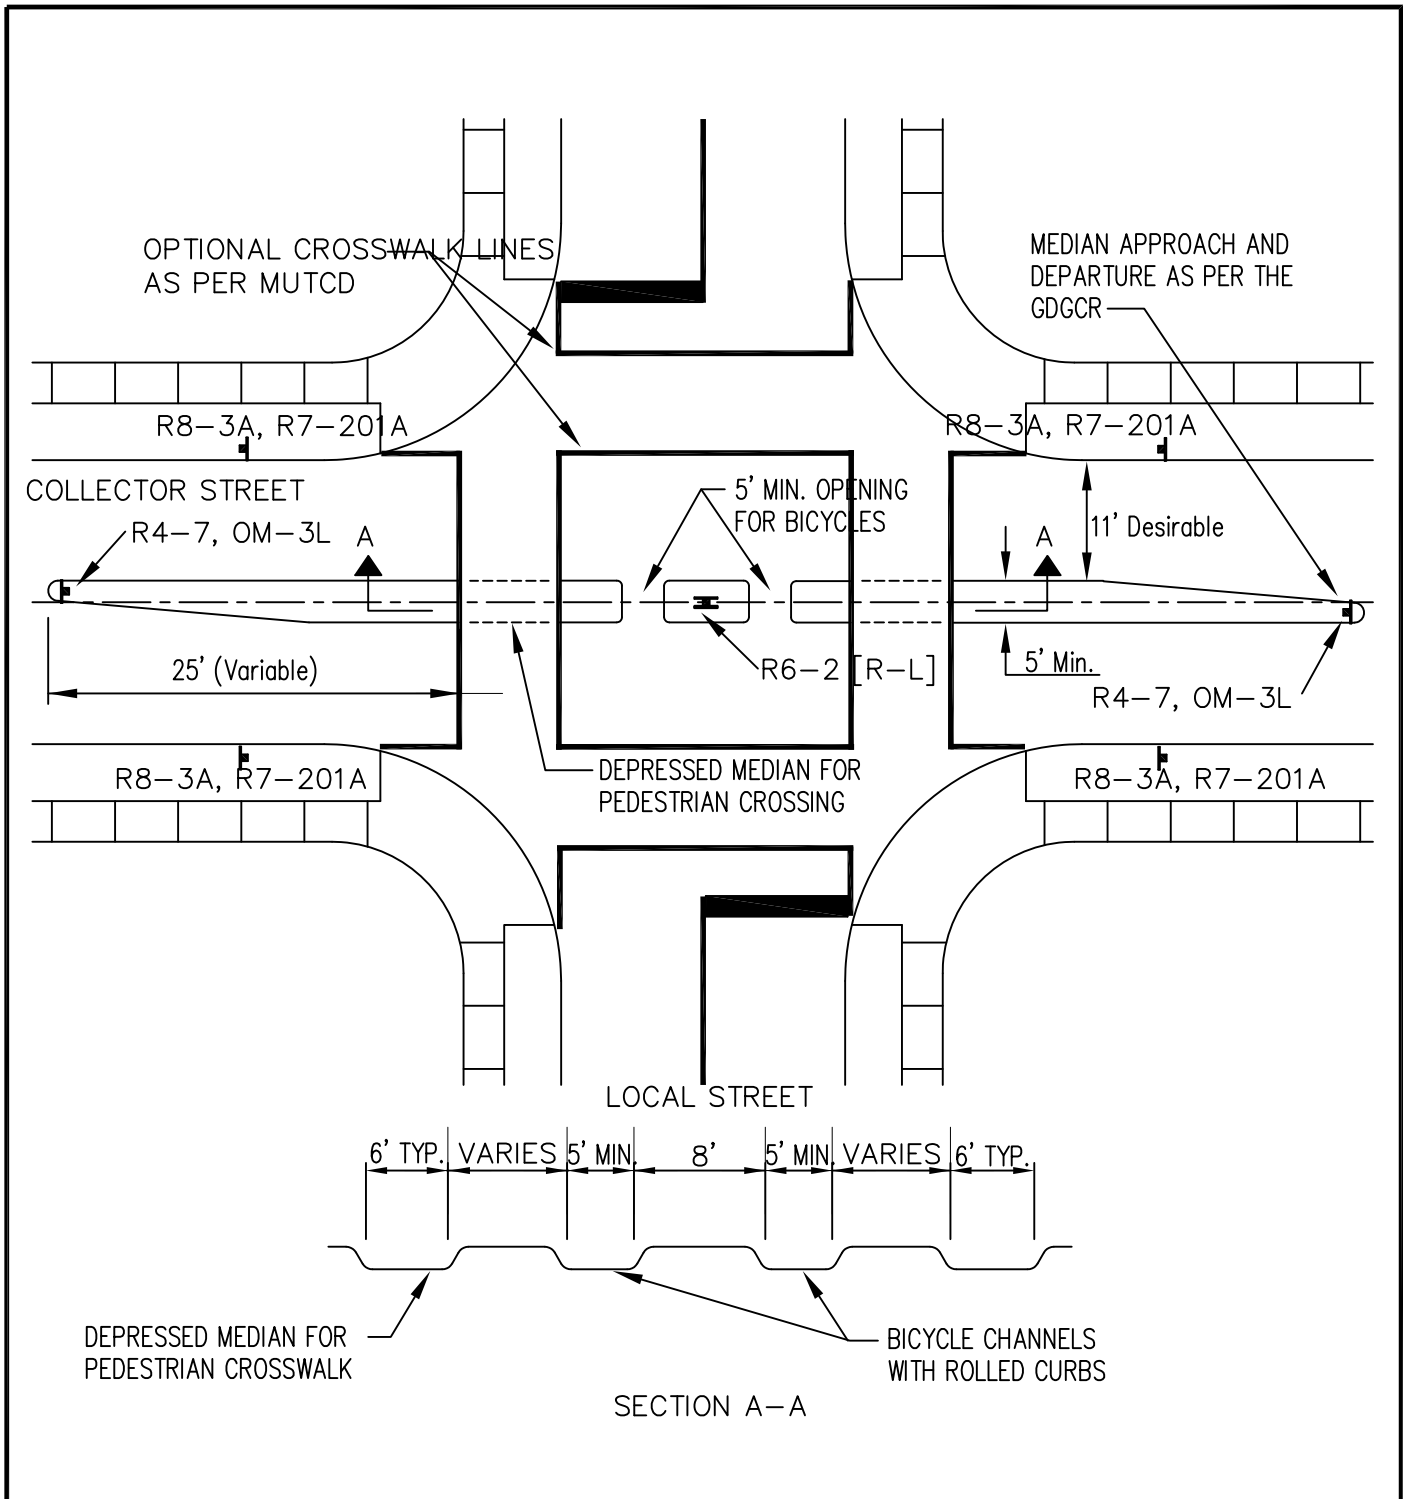 OPTIONAL CROSSWALK LINES
AS PER MUTCD
MEDIAN APPROACH AND
DEPARTURE AS PER THE
GDGCR
R8-3A, R7-201A
R8-3A, R7-201A
COLLECTOR STREET
R4-7, OM-3L
A
5' MIN. OPENING
FOR BICYCLES
A
11' Desirable
25' (Variable)
R6-2 [R-L]
5' Min.
R4-7, OM-3L
R8-3A, R7-201A
DEPRESSED MEDIAN FOR
PEDESTRIAN CROSSING
R8-3A, R7-201A
LOCAL STREET
6' TYP. VARIES 5' MIN. 8' 5' MIN. VARIES 6' TYP.
DEPRESSED MEDIAN FOR
PEDESTRIAN CROSSWALK
BICYCLE CHANNELS
WITH ROLLED CURBS
SECTION A-A